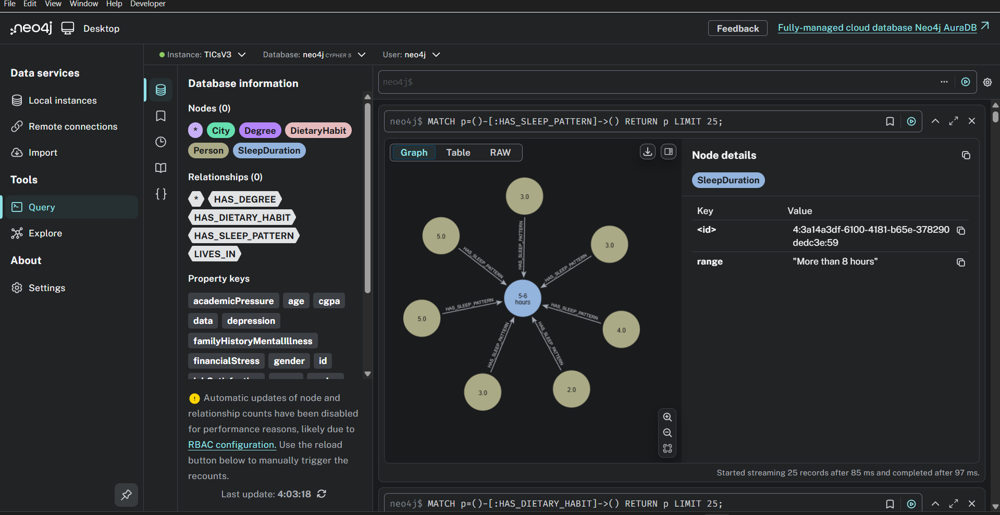 File Edit View Window Help Developer
neo4j Desktop
Feedback
Fully-managed cloud database Neo4j AuraDB
Instance: TICsV3
Database: neo4j CYPHER 5
User: neo4j
Data services
Local instances
Remote connections
Import
Tools
Query
Explore
About
Settings
Database information
Nodes (0)
* City Degree DietaryHabit
Person SleepDuration
Relationships (0)
* HAS_DEGREE
HAS_DIETARY_HABIT
HAS_SLEEP_PATTERN
LIVES_IN
Property keys
academicPressure age cgpa
data depression
familyHistoryMentalIllness
financialStress gender id
Automatic updates of node and
relationship counts have been disabled
for performance reasons, likely due to
RBAC configuration. Use the reload
button below to manually trigger the
recounts.
Last update: 4:03:18
neo4j$
neo4j$ MATCH p=()-[:HAS_SLEEP_PATTERN]->() RETURN p LIMIT 25;
Graph Table RAW
3.0
5.0
3.0
5-6
hours
5.0
4.0
3.0
2.0
HAS_SLEEP_PATTERN
HAS_SLEEP_PATTERN
HAS_SLEEP_PATTERN
HAS_SLEEP_PATTERN
HAS_SLEEP_PATTERN
HAS_SLEEP_PATTERN
HAS_SLEEP_PATTERN
Node details
SleepDuration
Key Value
<id> 4:3a14a3df-6100-4181-b65e-378290
dedc3e:59
range "More than 8 hours"
Started streaming 25 records after 85 ms and completed after 97 ms.
neo4j$ MATCH p=()-[:HAS_DIETARY_HABIT]->() RETURN p LIMIT 25;